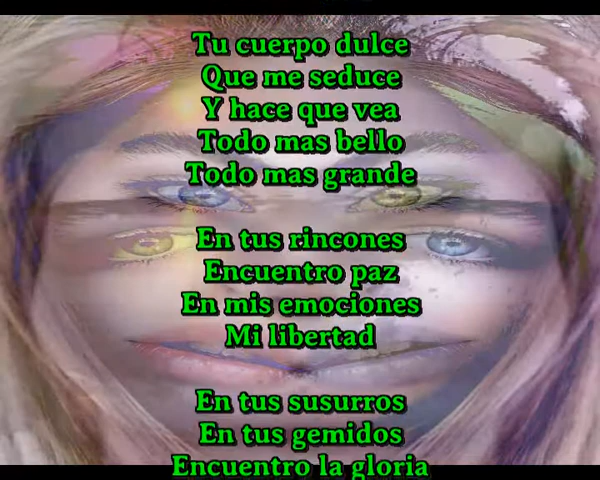 Tu cuerpo dulce
Que me seduce
Y hace que vea
Todo mas bello
Todo mas grande
En tus rincones
Encuentro paz
En mis emociones
Mi libertad
En tus susurros
En tus gemidos
Encuentro la gloria